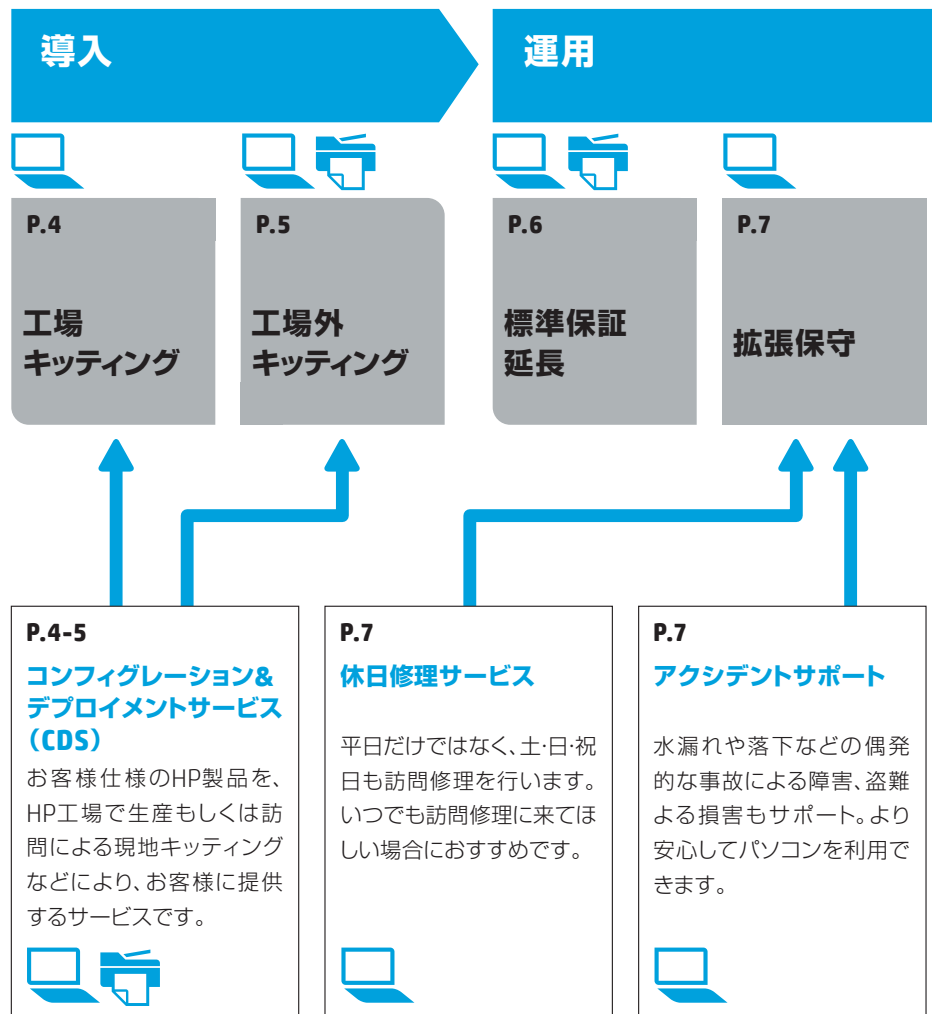 導入
運用
P.4
工場
キッティング
P.5
工場外
キッティング
P.6
標準保証
延長
P.7
拡張保守
P.4-5
コンフィグレーション&
デプロイメントサービス
（CDS）
お客様仕様のHP製品を、
HP工場で生産もしくは訪
問による現地キッティング
などにより、お客様に提供
するサービスです。
P.7
休日修理サービス
平日だけではなく、土・日・祝
日も訪問修理を行います。
いつでも訪問修理に来てほ
しい場合におすすめです。
P.7
アクシデントサポート
水漏れや落下などの偶発
的な事故による障害、盗難
よる損害もサポート。より
安心してパソコンを利用で
きます。